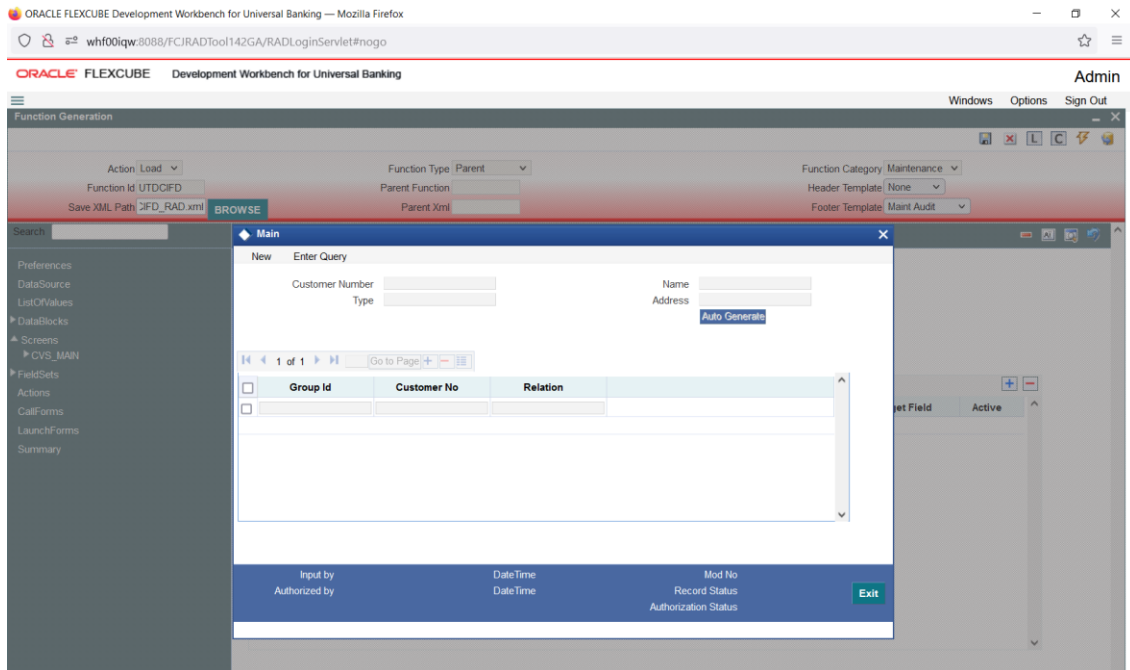 ORACLE FLEXCUBE Development Workbench for Universal Banking — Mozilla Firefox
whf00iqw:8088/FCJRADTool142GA/RADLoginServlet#nogo
ORACLE FLEXCUBE Development Workbench for Universal Banking Admin
Windows Options Sign Out
Function Generation
L C
Action Load Function Type Parent Function Category Maintenance
Function Id UTDCIFD Parent Function Header Template None
Save XML Path CIFD_RAD.xml BROWSE Parent Xml Footer Template Maint Audit
Search Main
New Enter Query
Preferences
Customer Number Name
DataSource
Type Address
ListOfValues
Auto Generate
DataBlocks
Screens
CVS_MAIN
1 of 1 Go to Page
FieldSets
Group Id Customer No Relation
Actions
CallForms
get Field Active
LaunchForms
Summary
Input by DateTime Mod No
Authorized by DateTime Record Status
Exit
Authorization Status